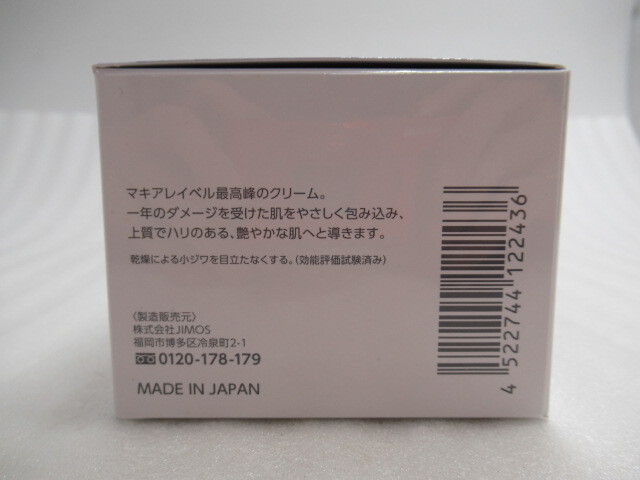 マキアレイベル最高峰のクリーム。
一年のダメージを受けた肌をやさしく包み込み、
上質でハリのある、艶やかな肌へと導きます。
乾燥による小ジワを目立たなくする。(効能評価試験済み)
〈製造販売元〉
株式会社JIMOS
福岡市博多区冷泉町2-1
0120-178-179
MADE IN JAPAN
4 522744 122436